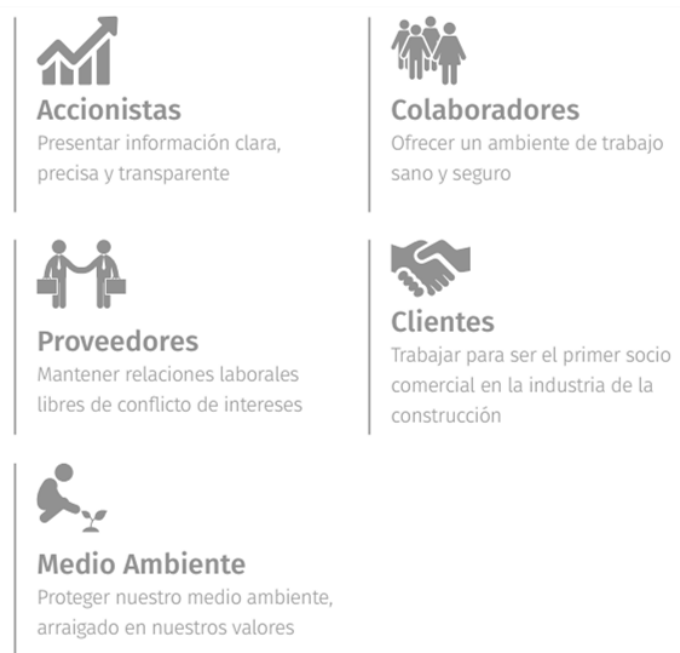 Accionistas
Presentar información clara,
precisa y transparente
Colaboradores
Ofrecer un ambiente de trabajo
sano y seguro
Proveedores
Mantener relaciones laborales
libres de conflicto de intereses
Clientes
Trabajar para ser el primer socio
comercial en la industria de la
construcción
Medio Ambiente
Proteger nuestro medio ambiente,
arraigado en nuestros valores